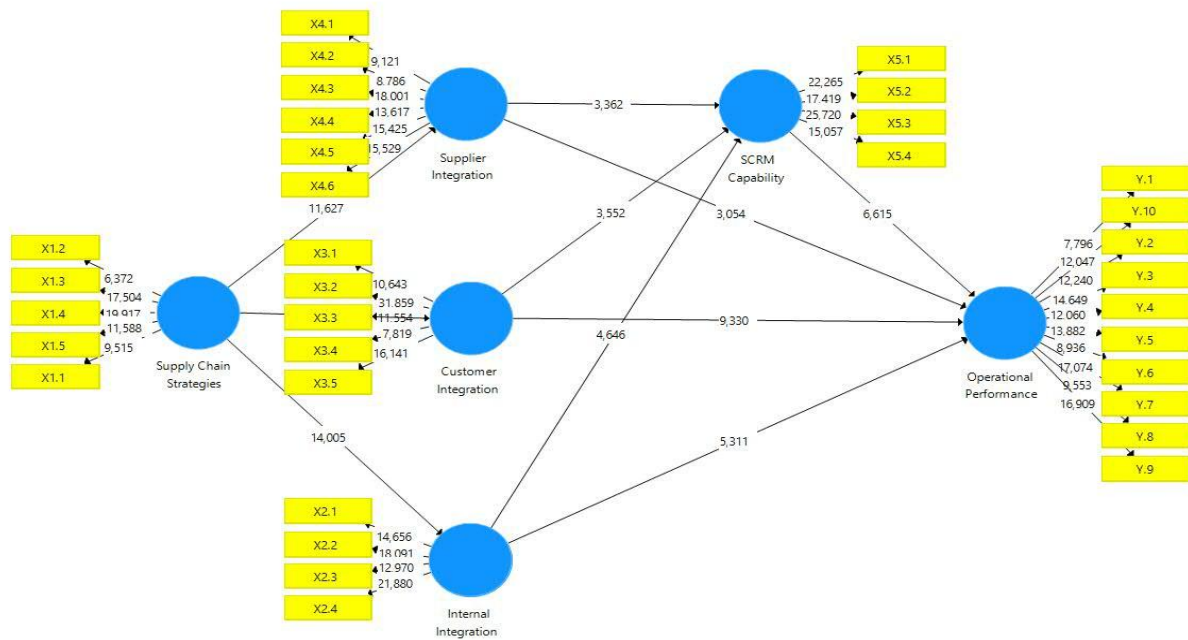 X4.1
X4.2
X4.3
X4.4
X4.5
X4.6
9,121
8.786
18.001
13,617
15,425
15,529
Supplier
Integration
3,362
SCRM
Capability
22,265
17.419
25,720
15,057
X5.1
X5.2
X5.3
X5.4
11,627
3,552
3,054
6,615
X1.2
X1.3
X1.4
X1.5
X1.1
6,372
17,504
19,917
11,588
9,515
Supply Chain
Strategies
X3.1
X3.2
X3.3
X3.4
X3.5
10,643
31.859
11.554
7,819
16,141
Customer
Integration
4,646
9,330
Operational
Performance
7,796
12,047
12,240
14,649
12,060
13,882
8,936
17,074
9,553
16,909
Y.1
Y.10
Y.2
Y.3
Y.4
Y.5
Y.6
Y.7
Y.8
Y.9
14,005
5,311
X2.1
X2.2
X2.3
X2.4
14,656
18,091
12,970
21,880
Internal
Integration